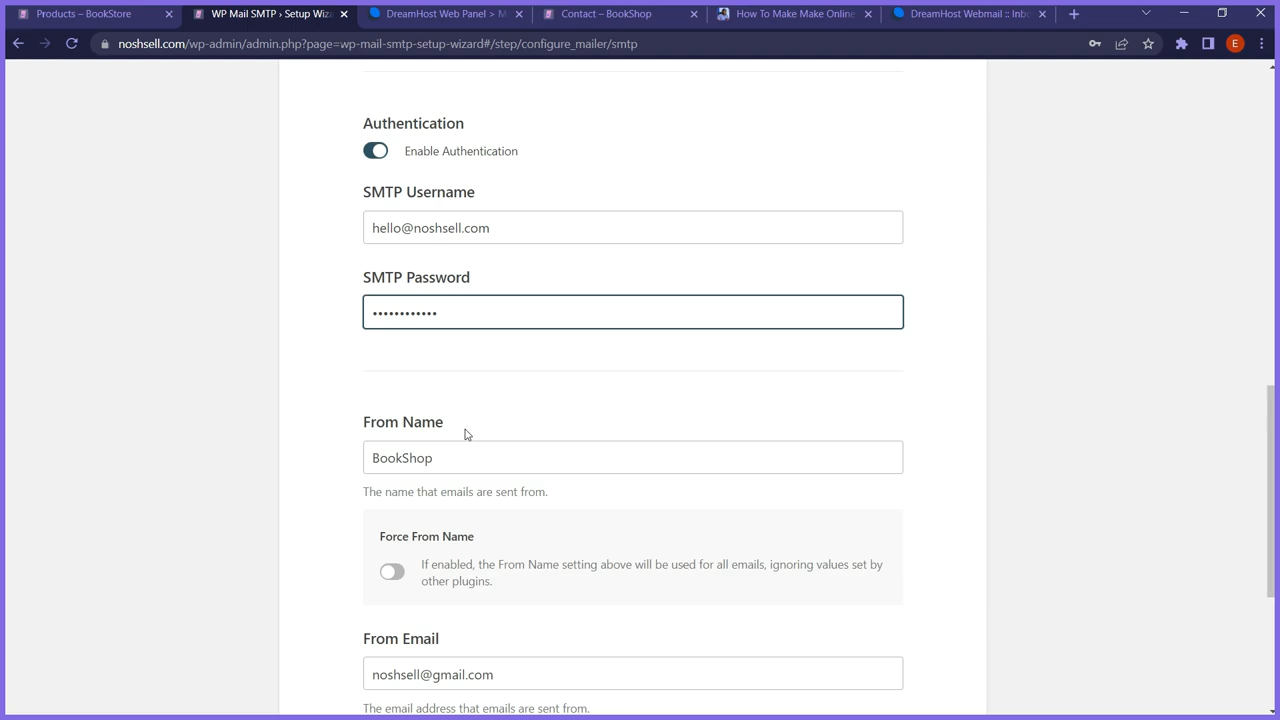 Products – BookStore
WP Mail SMTP › Setup Wiza
DreamHost Web Panel > M
Contact – BookShop
How To Make Make Online
DreamHost Webmail :: Inbo
noshsell.com/wp-admin/admin.php?page=wp-mail-smtp-setup-wizard#/step/configure_mailer/smtp
E
Authentication
Enable Authentication
SMTP Username
hello@noshsell.com
SMTP Password
••••••••••••
From Name
BookShop
The name that emails are sent from.
Force From Name
If enabled, the From Name setting above will be used for all emails, ignoring values set by
other plugins.
From Email
noshsell@gmail.com
The email address that emails are sent from.